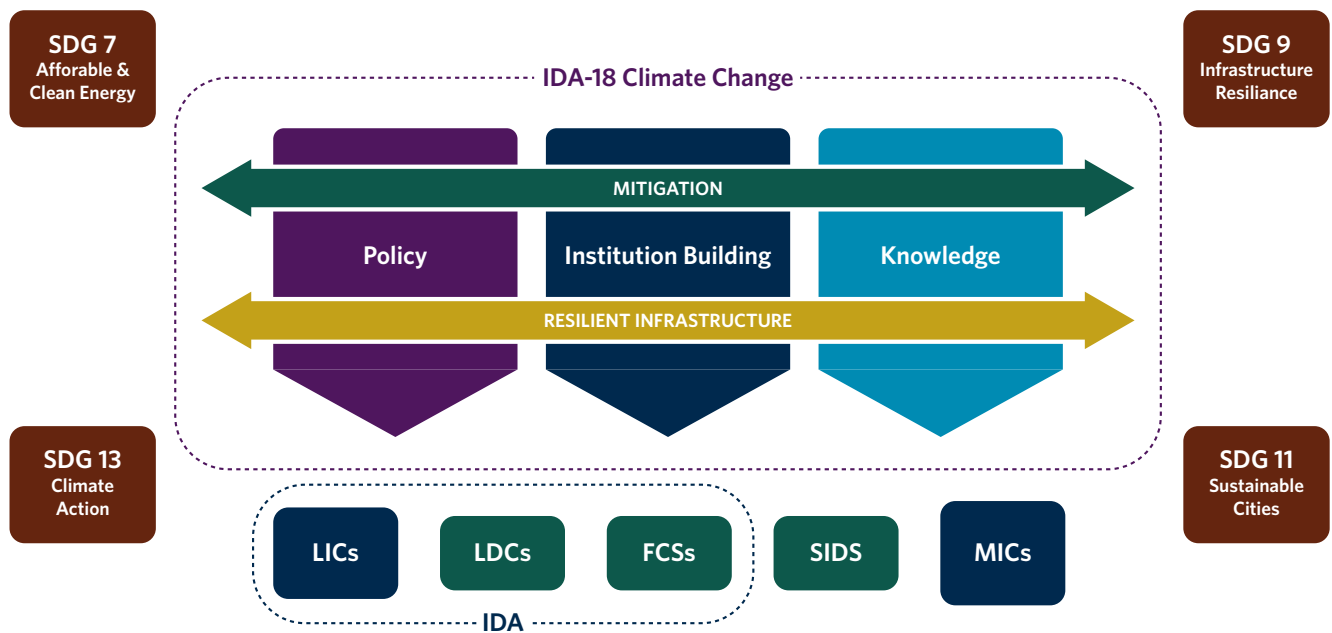 SDG 7
Afforable &
Clean Energy
SDG 9
Infrastructure
Resiliance
IDA-18 Climate Change
MITIGATION
Policy
Institution Building
Knowledge
RESILIENT INFRASTRUCTURE
SDG 13
Climate
Action
SDG 11
Sustainable
Cities
LICs
LDCs
FCSs
SIDS
MICs
IDA